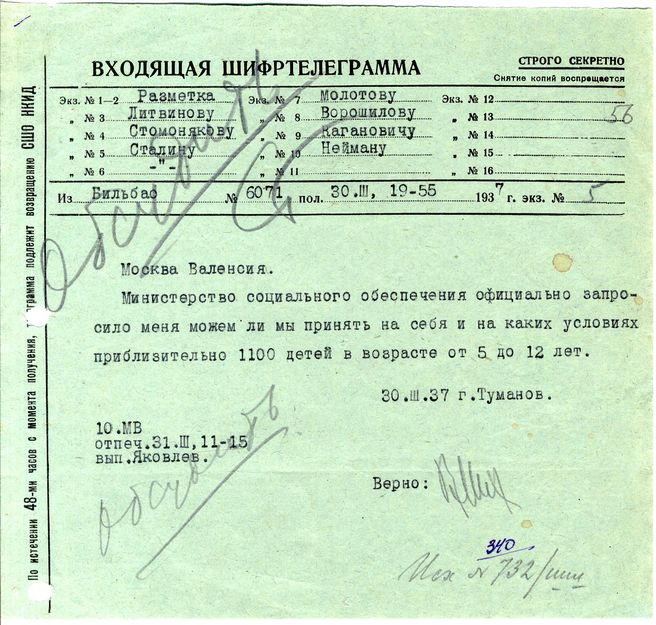 СТРОГО СЕКРЕТНО
ВХОДЯЩАЯ ШИФРТЕЛЕГРАММА
Снятие копий воспрещается
Экз. № 1—2 Разметка Экз. № 7 Молотову Экз. № 12
„ № 3 Литвинову „ № 8 Ворошилову „ № 13 56
„ № 4 Стомонякову „ № 9 Кагановичу „ № 14
„ № 5 Сталину „ № 10 Нейману „ № 15
„ № 6 -"- „ № 11 „ № 16
Из Бильбао № 6071 пол. 30.III, 19-55 1937 г. экз. № 5
Обсудить
Москва Валенсия.
Министерство социального обеспечения официально запро-
сило меня можем ли мы принять на себя и на каких условиях
приблизительно 1100 детей в возрасте от 5 до 12 лет.
30.III.37 г.Туманов.
10.МВ
отпеч.31.III,11-15
вып.Яковлев.
Обсудить
Верно:
340
Исх № 732/
По истечении 48-ми часов с момента получения, грамма подлежит возвращению СШО НКИД